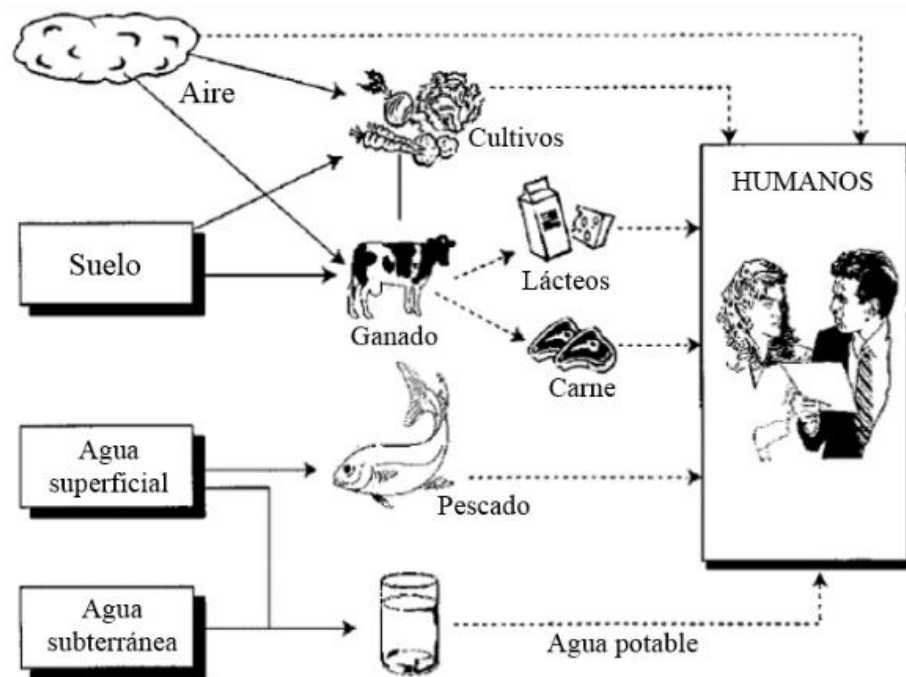 Aire
Cultivos
HUMANOS
Suelo
Lácteos
Ganado
Carne
Agua
superficial
Pescado
Agua
subterránea
Agua potable